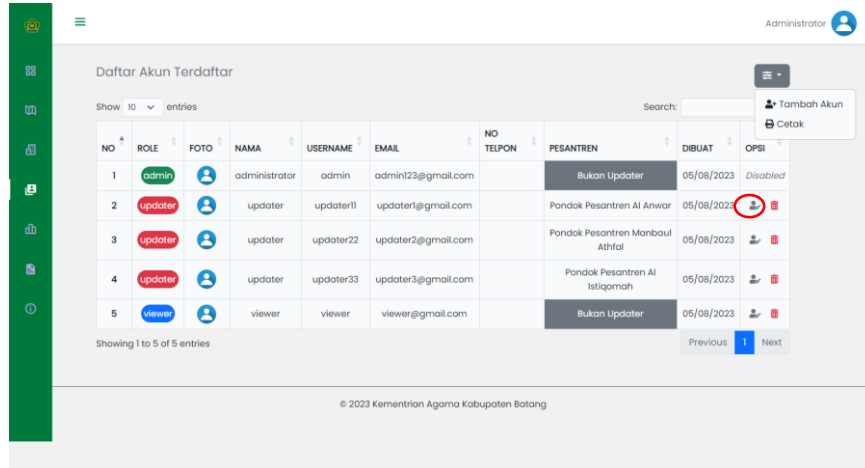 Administrator
Daftar Akun Terdaftar
Show 10 entries
Search:
Tambah Akun
Cetak
NO ROLE FOTO NAMA USERNAME EMAIL NO TELPON PESANTREN DIBUAT OPSI
1 admin administrator admin admin123@gmail.com Bukan Updater 05/08/2023 Disabled
2 updater updater updater11 updater1@gmail.com Pondok Pesantren Al Anwar 05/08/2023
3 updater updater updater22 updater2@gmail.com Pondok Pesantren Manbaul Athfal 05/08/2023
4 updater updater updater33 updater3@gmail.com Pondok Pesantren Al Istiqomah 05/08/2023
5 viewer viewer viewer viewer@gmail.com Bukan Updater 05/08/2023
Showing 1 to 5 of 5 entries
Previous 1 Next
© 2023 Kementrian Agama Kabupaten Batang